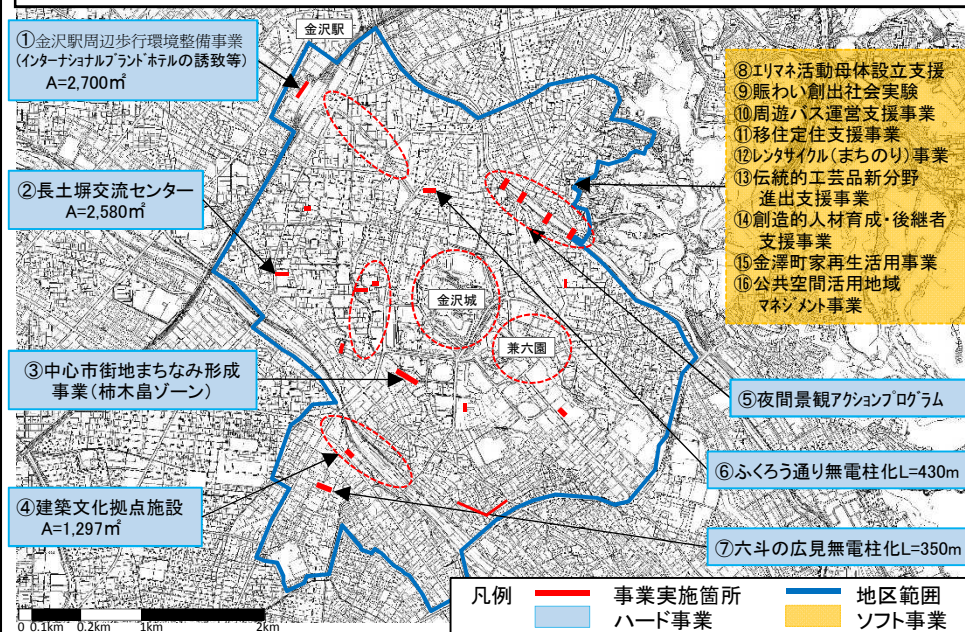 金沢駅
①金沢駅周辺歩行環境整備事業
(インターナショナルブランドホテルの誘致等)
A=2,700㎡
②長土塀交流センター
A=2,580㎡
③中心市街地まちなみ形成
事業(柿木畠ゾーン)
④建築文化拠点施設
A=1,297㎡
金沢城
兼六園
⑧エリマネ活動母体設立支援
⑨賑わい創出社会実験
⑩周遊バス運営支援事業
⑪移住定住支援事業
⑫レンタサイクル(まちのり)事業
⑬伝統的工芸品新分野
進出支援事業
⑭創造的人材育成・後継者
支援事業
⑮金澤町家再生活用事業
⑯公共空間活用地域
マネジメント事業
⑤夜間景観アクションプログラム
⑥ふくろう通り無電柱化L=430m
⑦六斗の広見無電柱化L=350m
凡例
事業実施箇所
地区範囲
ハード事業
ソフト事業
0 0.1km 0.2km 1km 2km